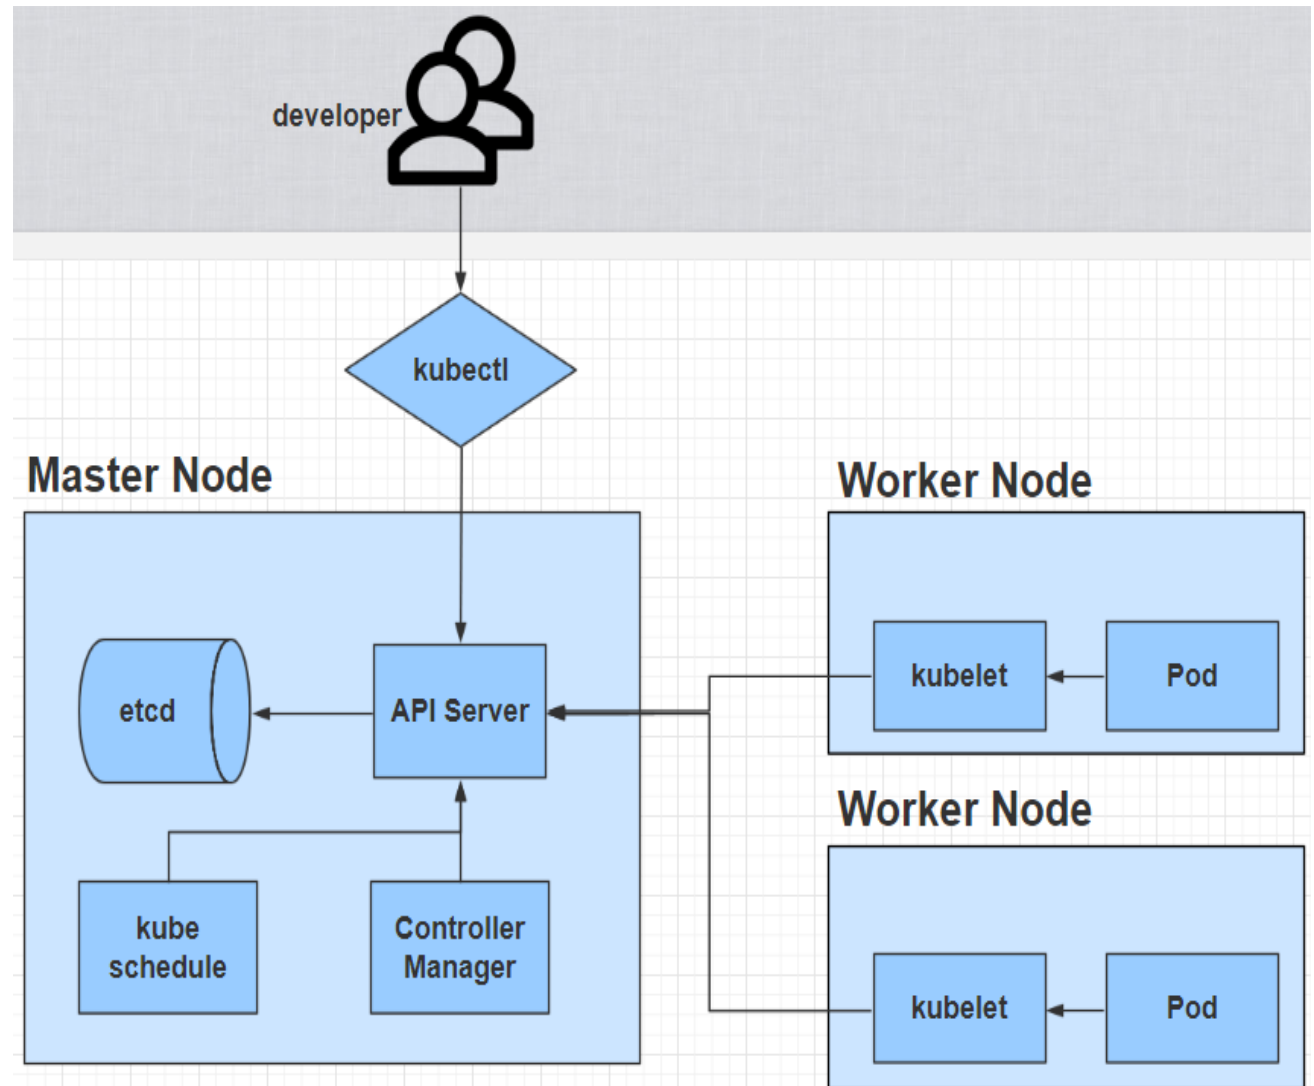 developer
kubectl
Master Node
etcd
API Server
kube
schedule
Controller
Manager
Worker Node
kubelet
Pod
Worker Node
kubelet
Pod